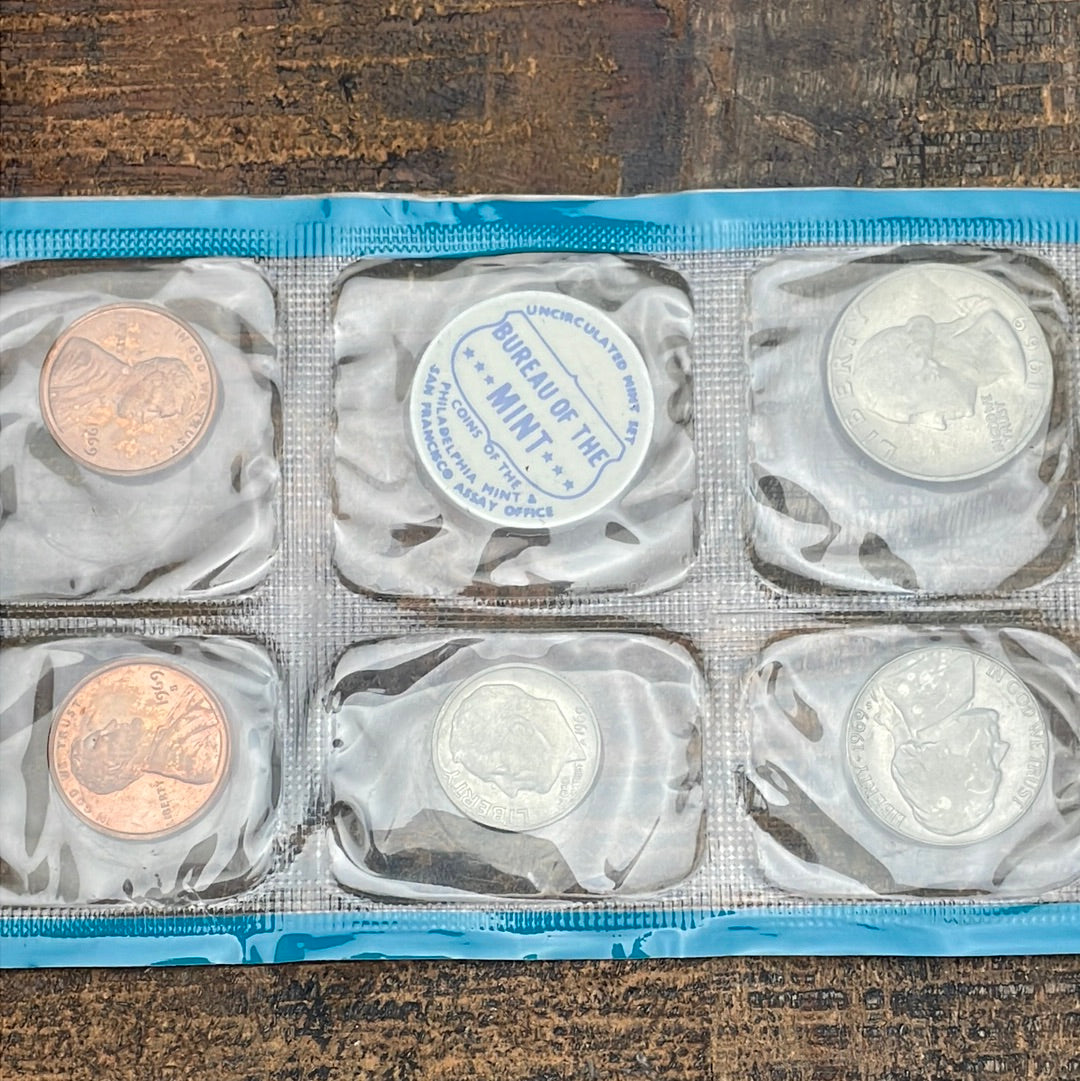 IN GOD WE TRUST
1969
UNCIRCULATED MINT SET
BUREAU OF THE
MINT
COINS OF THE
PHILADELPHIA MINT &
SAN FRANCISCO ASSAY OFFICE
LIBERTY
1969
IN GOD WE TRUST
IN GOD WE TRUST
LIBERTY
1969
S
LIBERTY
1969
IN GOD WE TRUST
LIBERTY
1969
S